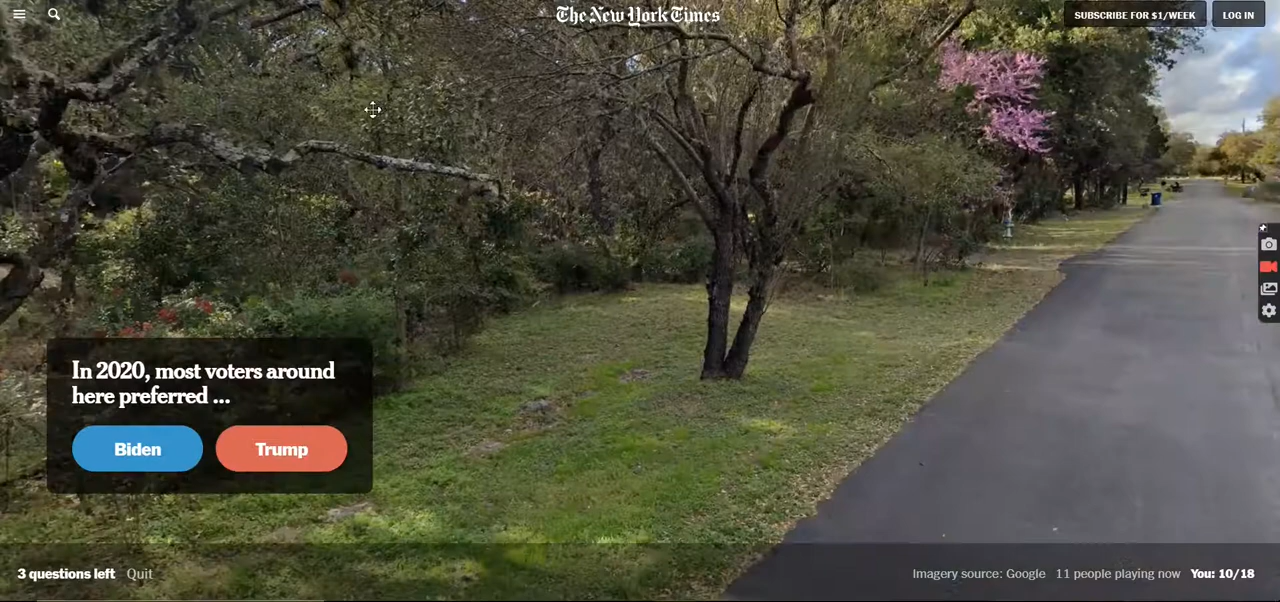 The New York Times
SUBSCRIBE FOR $1/WEEK
LOG IN
In 2020, most voters around
here preferred ...
Biden
Trump
3 questions left
Quit
Imagery source: Google
11 people playing now
You: 10/18